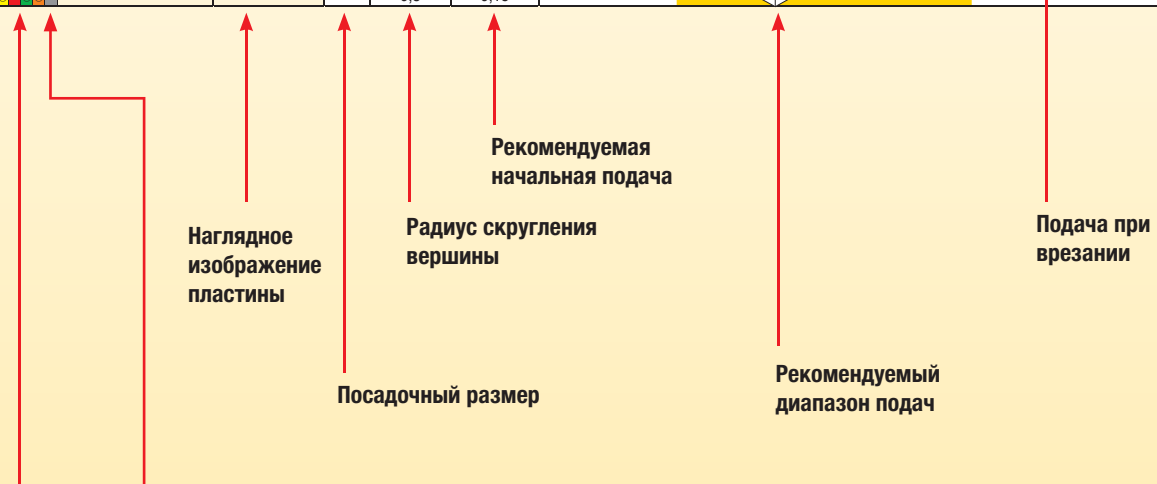 Рекомендуемая
начальная подача
Радиус скругления
вершины
Подача при
врезании
Наглядное
изображение
пластины
Рекомендуемый
диапазон подач
Посадочный размер